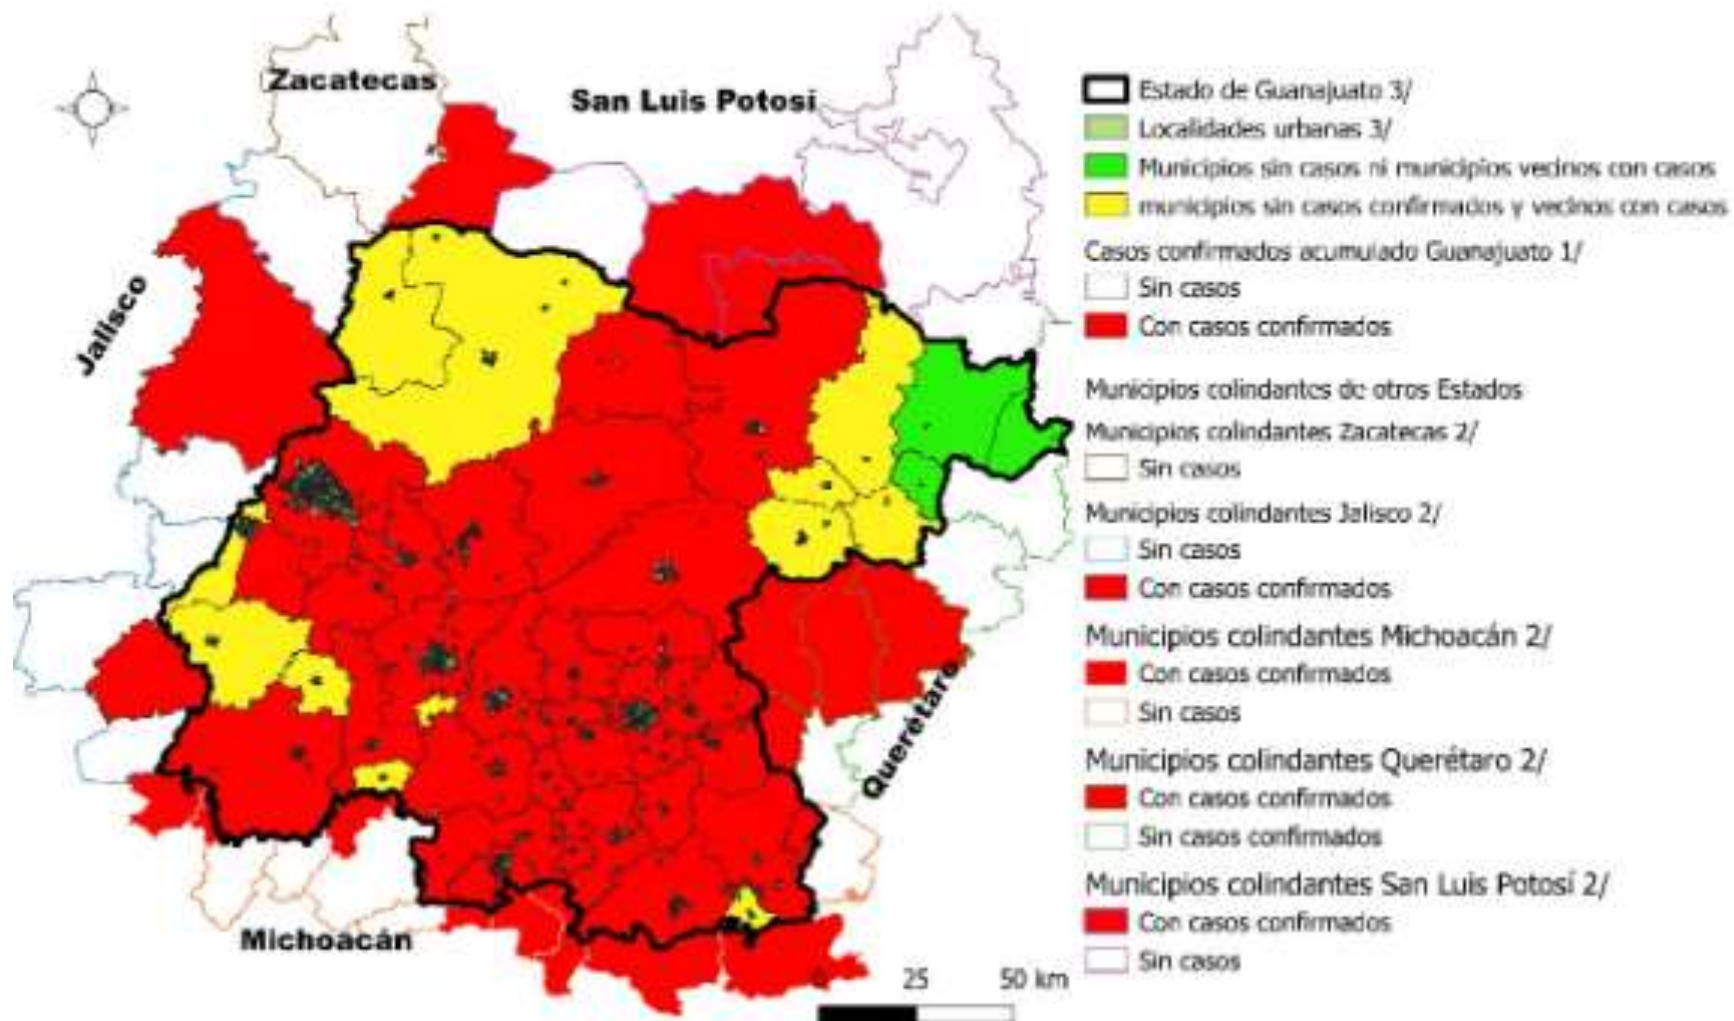 Zacatecas
San Luis Potosí
Jalisco
Querétaro
Michoacán
25
50 km
Estado de Guanajuato 3/
Localidades urbanas 3/
Municipios sin casos ni municipios vecinos con casos
municipios sin casos confirmados y vecinos con casos
Casos confirmados acumulado Guanajuato 1/
Sin casos
Con casos confirmados
Municipios colindantes de otros Estados
Municipios colindantes Zacatecas 2/
Sin casos
Municipios colindantes Jalisco 2/
Sin casos
Con casos confirmados
Municipios colindantes Michoacán 2/
Con casos confirmados
Sin casos
Municipios colindantes Querétaro 2/
Con casos confirmados
Sin casos confirmados
Municipios colindantes San Luis Potosí 2/
Con casos confirmados
Sin casos